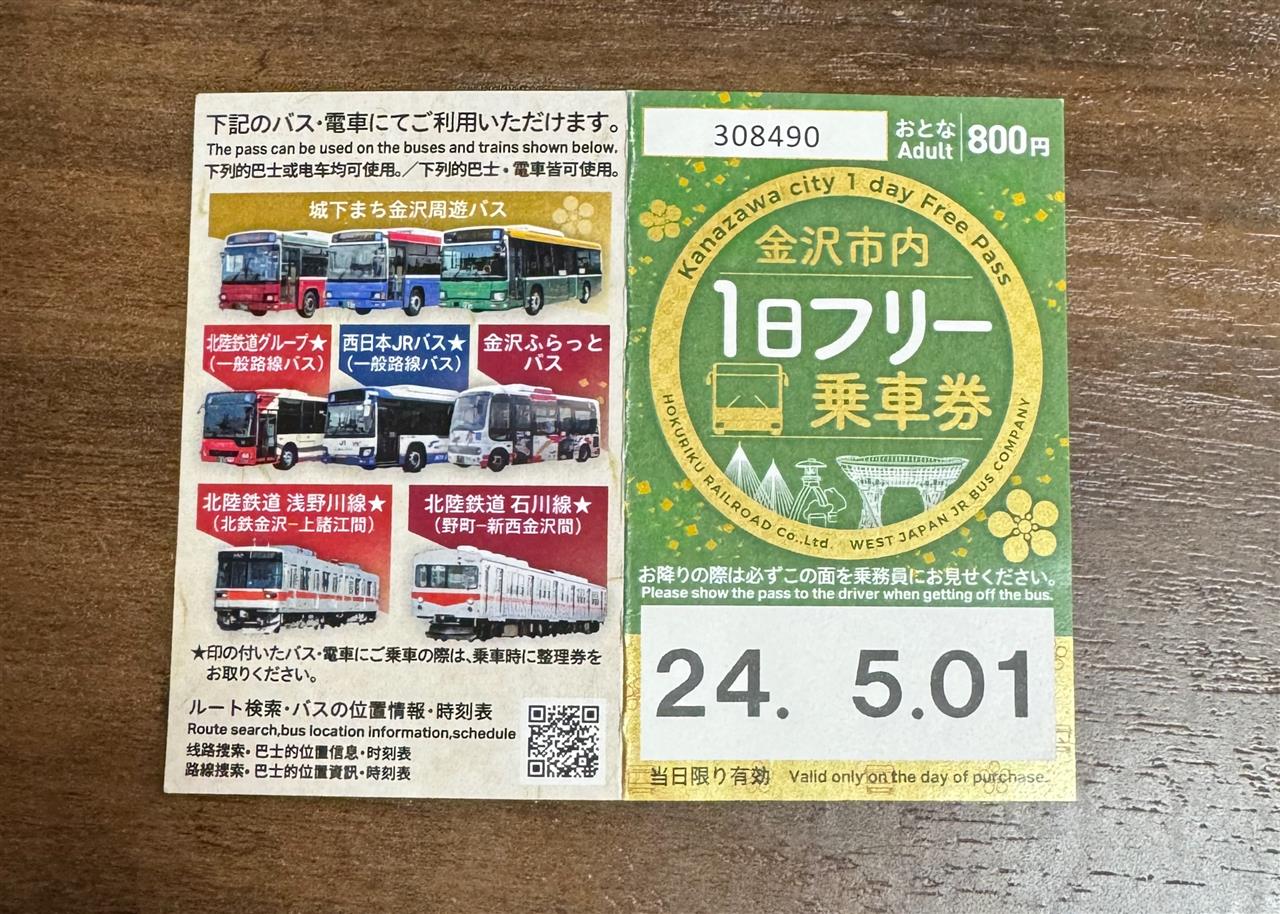 下記のバス・電車にてご利用いただけます。
The pass can be used on the buses and trains shown below.
下列的巴士或电车均可使用。／下列的巴士・電車皆可使用。
城下まち金沢周遊バス
北陸鉄道グループ★
(一般路線バス)
西日本JRバス★
(一般路線バス)
金沢ふらっと
バス
北陸鉄道 浅野川線★
(北鉄金沢−上諸江間)
北陸鉄道 石川線★
(野町−新西金沢間)
★印の付いたバス・電車にご乗車の際は、乗車時に整理券を
お取りください。
ルート検索・バスの位置情報・時刻表
Route search,bus location information,schedule
线路搜索・巴士的位置信息・时刻表
路線搜索・巴士的位置資訊・時刻表
308490
おとな
Adult
800円
Kanazawa city 1 day Free Pass
金沢市内
1日フリー
乗車券
HOKURIKU RAILROAD Co.,Ltd. WEST JAPAN JR BUS COMPANY
お降りの際は必ずこの面を乗務員にお見せください。
Please show the pass to the driver when getting off the bus.
24. 5.01
当日限り有効 Valid only on the day of purchase.